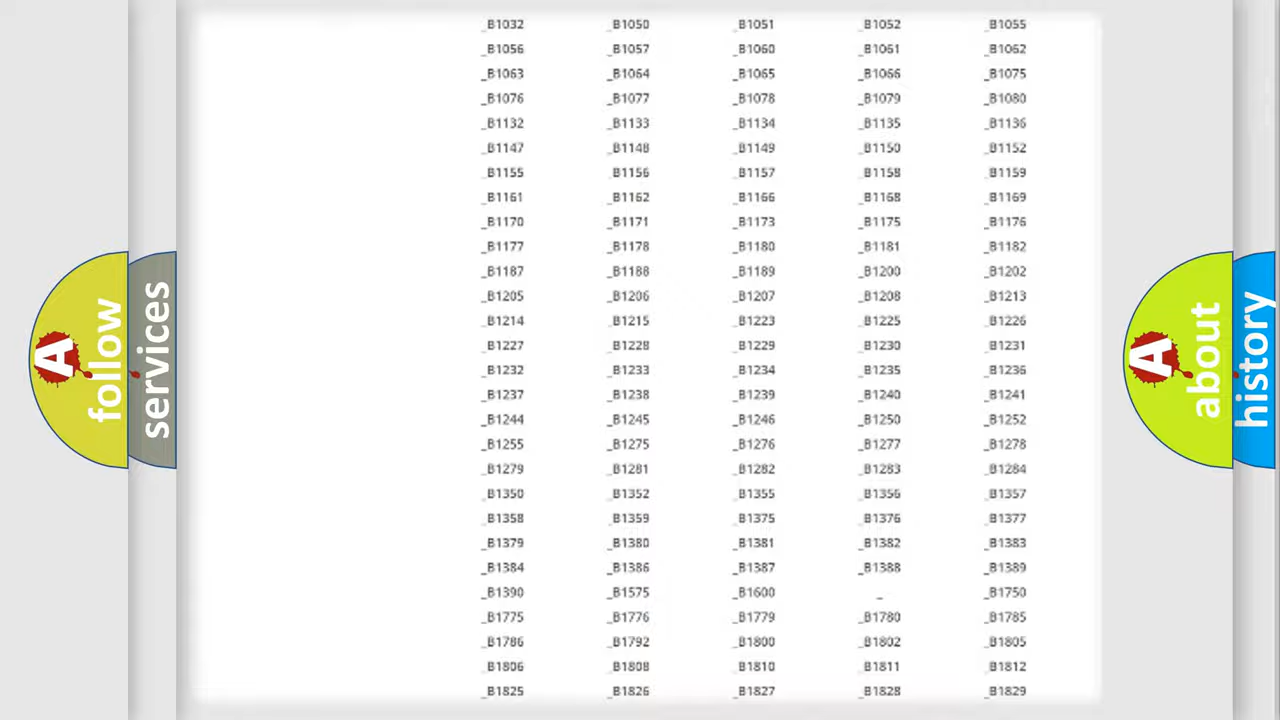 _B1032 _B1050 _B1051 _B1052 _B1055
_B1056 _B1057 _B1060 _B1061 _B1062
_B1063 _B1064 _B1065 _B1066 _B1075
_B1076 _B1077 _B1078 _B1079 _B1080
_B1132 _B1133 _B1134 _B1135 _B1136
_B1147 _B1148 _B1149 _B1150 _B1152
_B1155 _B1156 _B1157 _B1158 _B1159
_B1161 _B1162 _B1166 _B1168 _B1169
_B1170 _B1171 _B1173 _B1175 _B1176
_B1177 _B1178 _B1180 _B1181 _B1182
_B1187 _B1188 _B1189 _B1200 _B1202
_B1205 _B1206 _B1207 _B1208 _B1213
_B1214 _B1215 _B1223 _B1225 _B1226
_B1227 _B1228 _B1229 _B1230 _B1231
_B1232 _B1233 _B1234 _B1235 _B1236
_B1237 _B1238 _B1239 _B1240 _B1241
_B1244 _B1245 _B1246 _B1250 _B1252
_B1255 _B1275 _B1276 _B1277 _B1278
_B1279 _B1281 _B1282 _B1283 _B1284
_B1350 _B1352 _B1355 _B1356 _B1357
_B1358 _B1359 _B1375 _B1376 _B1377
_B1379 _B1380 _B1381 _B1382 _B1383
_B1384 _B1386 _B1387 _B1388 _B1389
_B1390 _B1575 _B1600 _ _B1750
_B1775 _B1776 _B1779 _B1780 _B1785
_B1786 _B1792 _B1800 _B1802 _B1805
_B1806 _B1808 _B1810 _B1811 _B1812
_B1825 _B1826 _B1827 _B1828 _B1829
A
follow
services
A
about
history